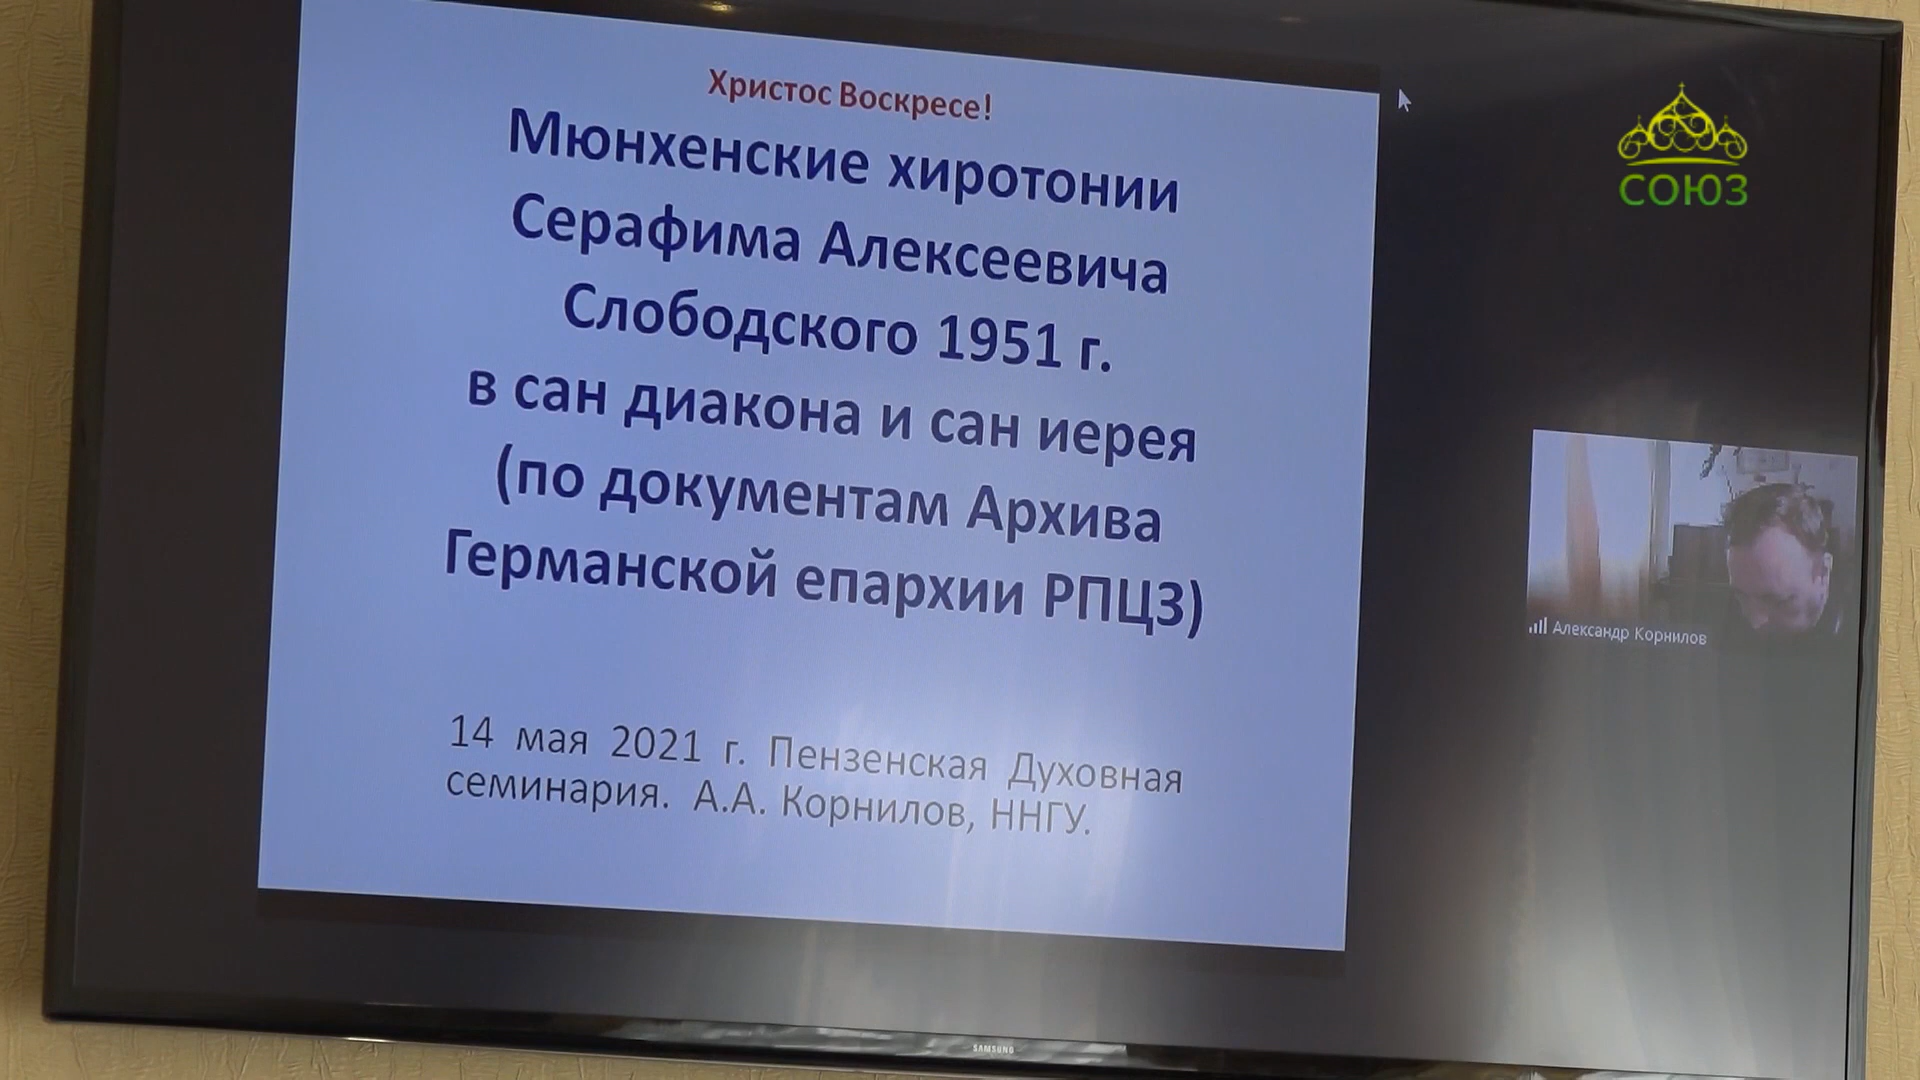 Христос Воскресе!
Мюнхенские хиротонии
Серафима Алексеевича
Слободского 1951 г.
в сан диакона и сан иерея
(по документам Архива
Германской епархии РПЦЗ)
14 мая 2021 г. Пензенская Духовная
семинария. А.А. Корнилов, ННГУ.
СОЮЗ
Александр Корнилов
SAMSUNG